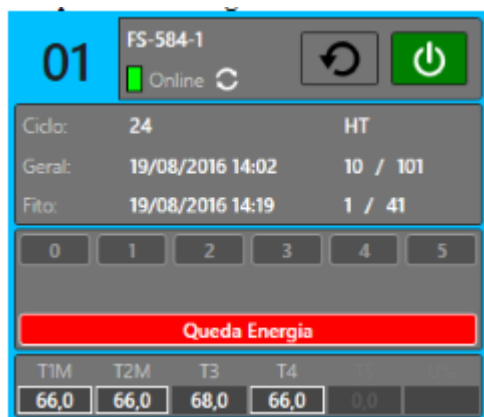 01
FS-584-1
Online
Ciclo: 24 HT
Geral: 19/08/2016 14:02 10 / 101
Fito: 19/08/2016 14:19 1 / 41
0 1 2 3 4 5
Queda Energia
T1M T2M T3 T4
66,0 66,0 68,0 66,0 0,0